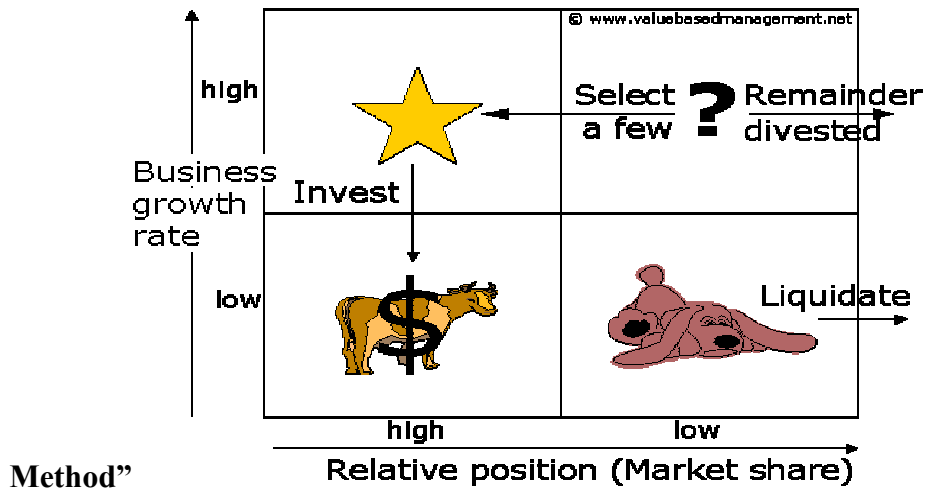 © www.valuebasedmanagement.net
high
Select
a few
?
Remainder
divested
Business
growth
rate
Invest
low
$
Liquidate
high
low
Relative position (Market share)
Method”